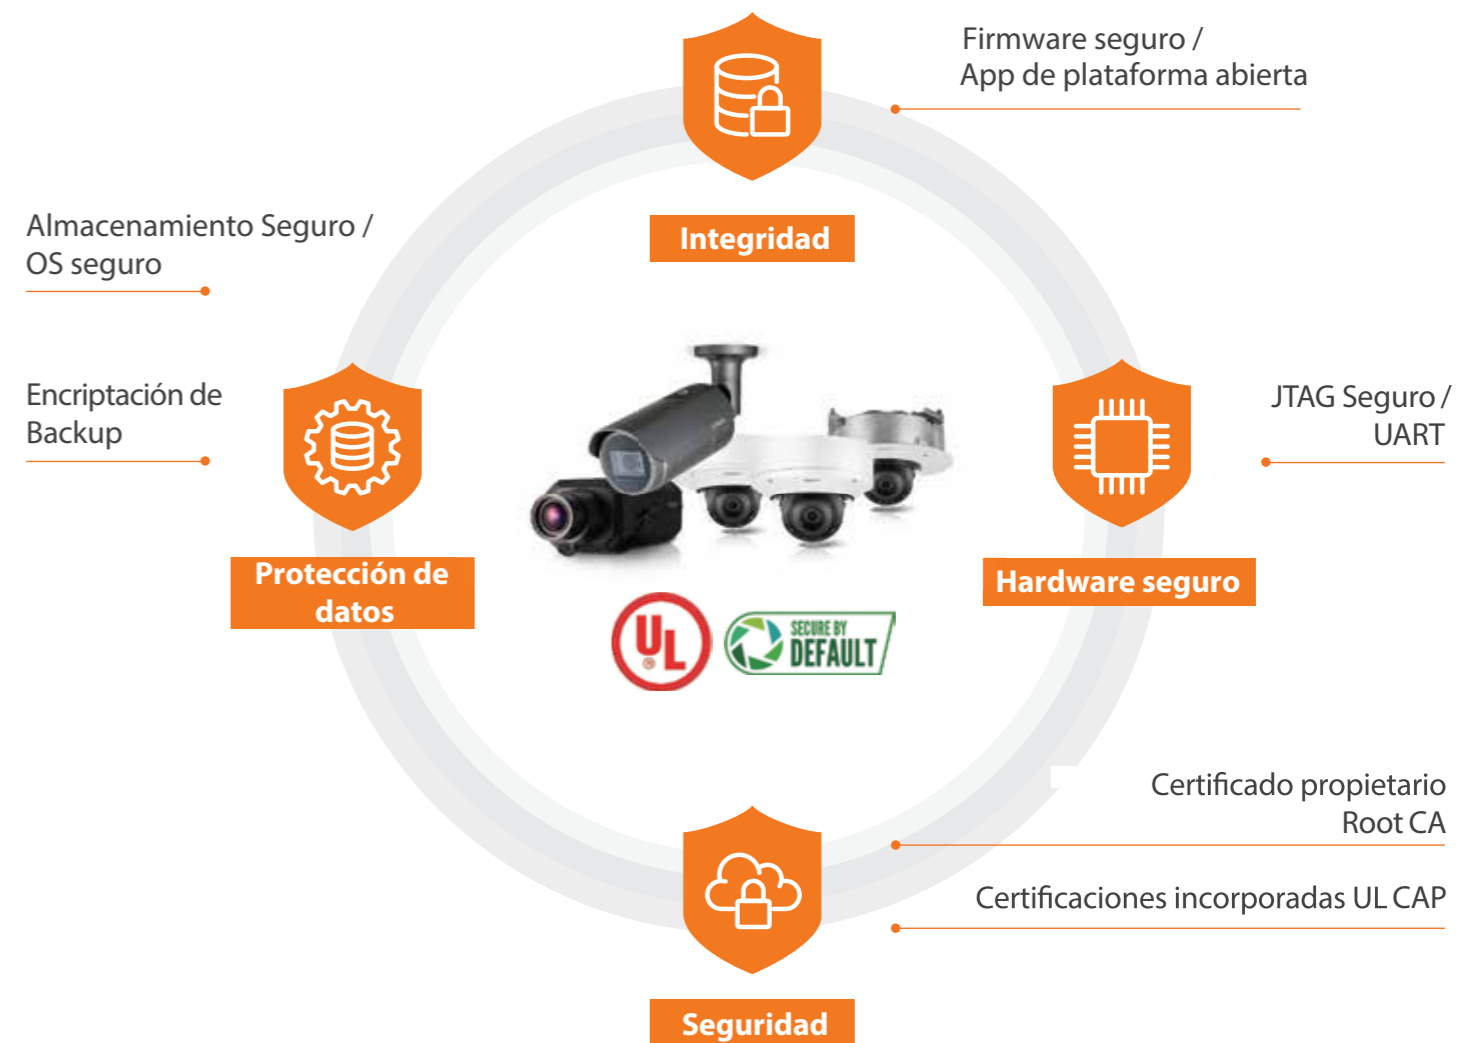 Firmware seguro /
App de plataforma abierta
Integridad
Almacenamiento Seguro /
OS seguro
Encriptación de
Backup
Protección de
datos
JTAG Seguro /
UART
Hardware seguro
UL
SECURE BY
DEFAULT
Certificado propietario
Root CA
Certificaciones incorporadas UL CAP
Seguridad